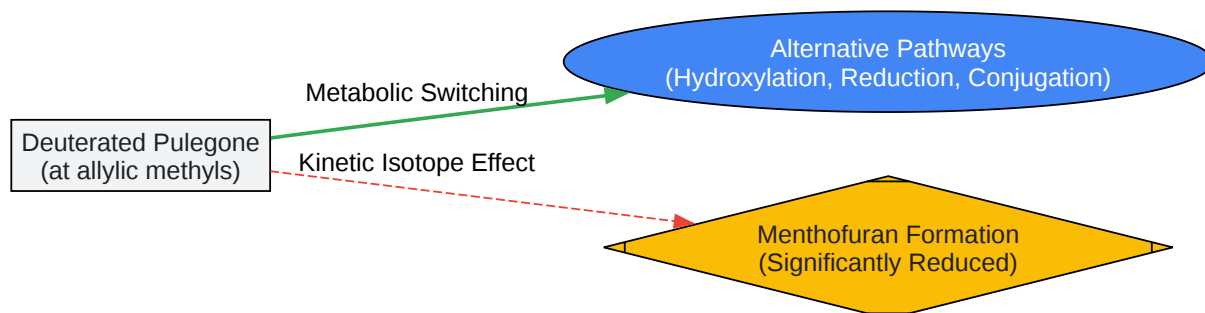 Alternative Pathways
(Hydroxylation, Reduction, Conjugation)
Metabolic Switching
Deuterated Pulegone
(at allylic methyls)
Kinetic Isotope Effect
Menthofuran Formation
(Significantly Reduced)